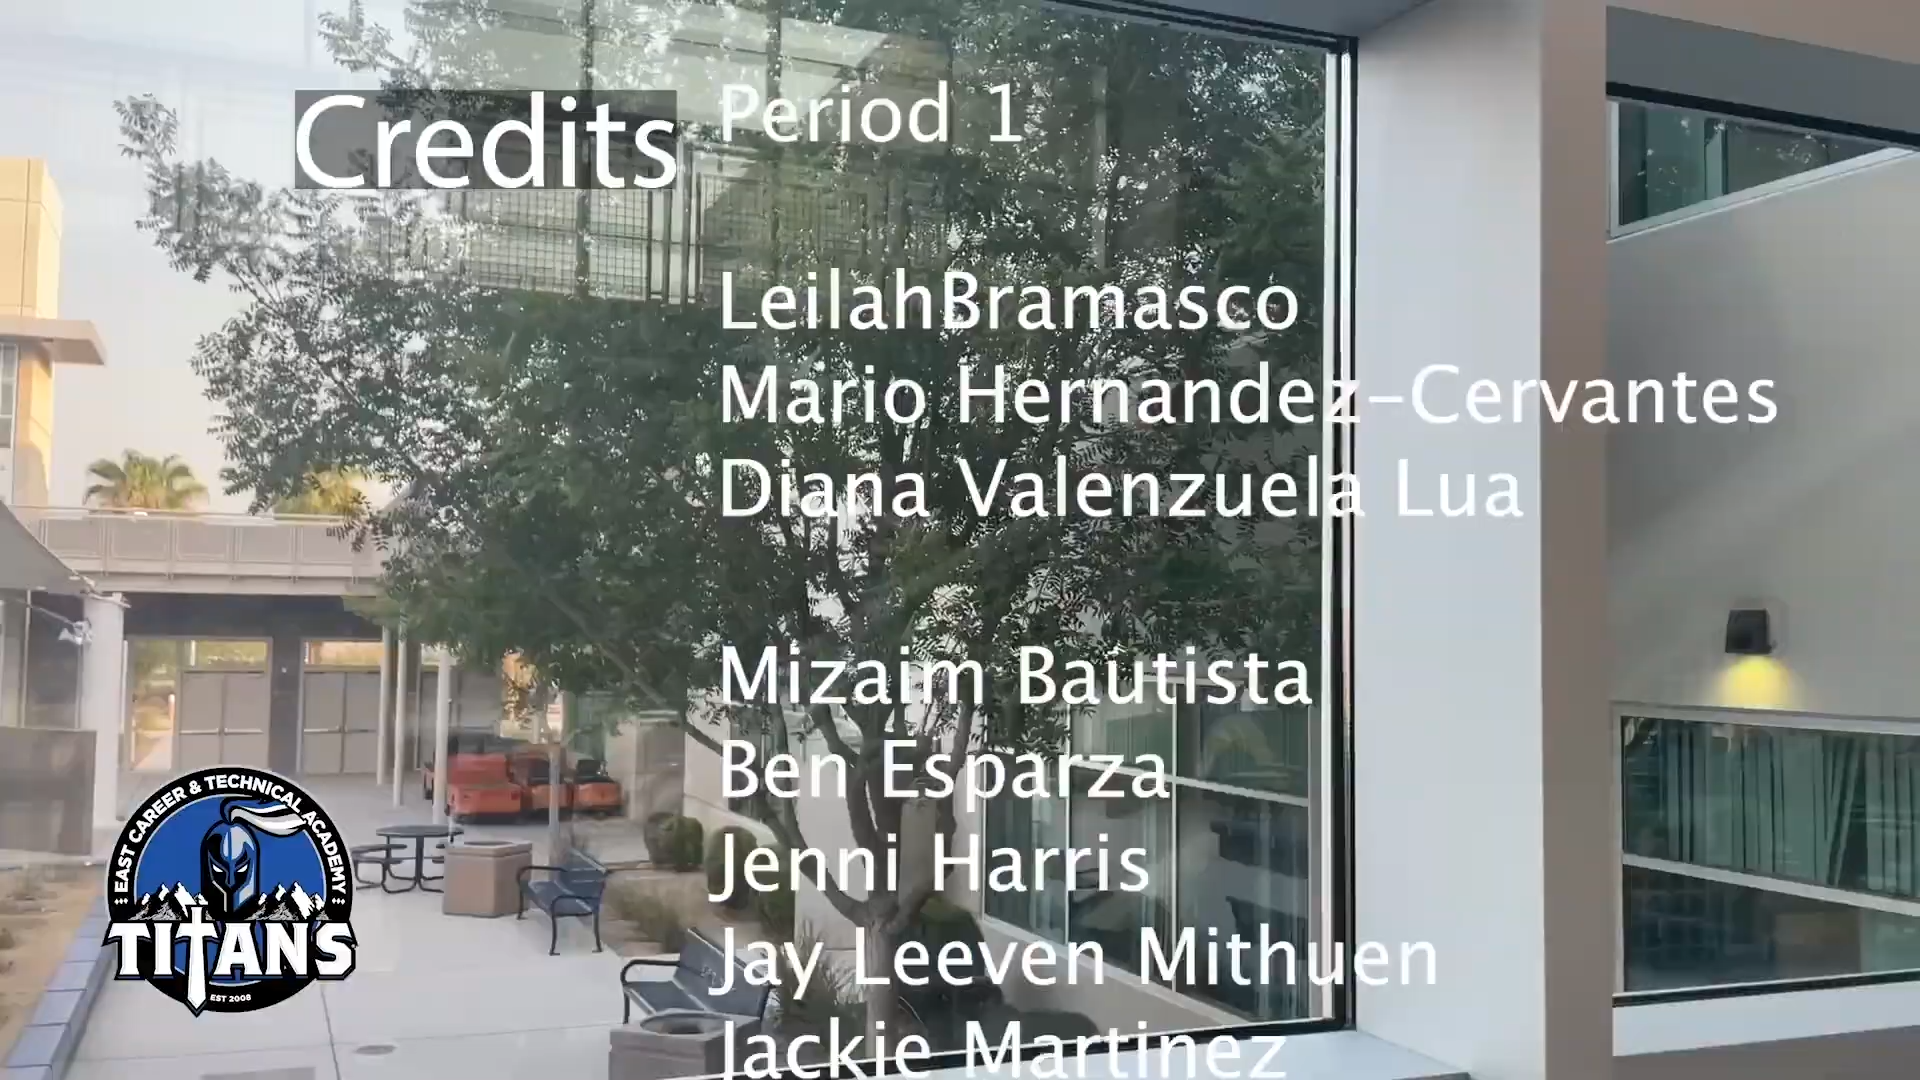 Credits
Period 1
LeilahBramasco
Mario Hernandez-Cervantes
Diana Valenzuela Lua
Mizaim Bautista
Ben Esparza
Jenni Harris
Jay Leeven Mithuen
Jackie Martinez
EAST CAREER & TECHNICAL ACADEMY
TITANS
EST 2008